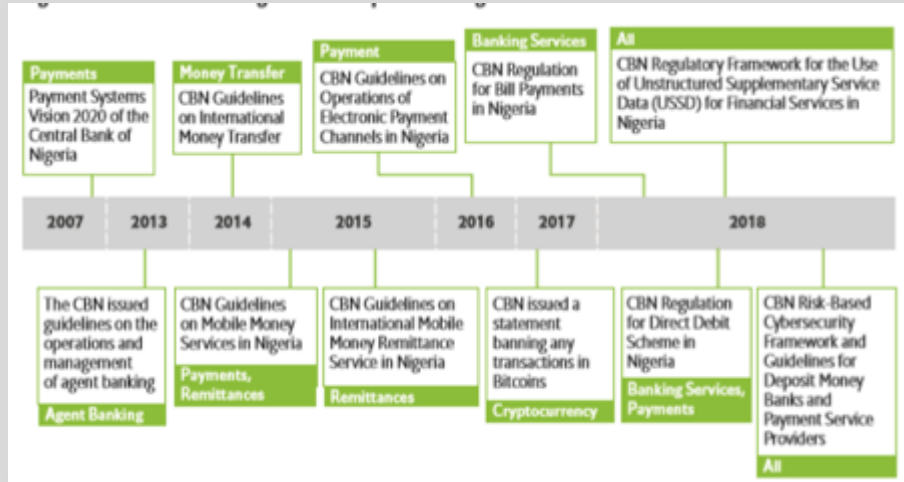 Payments
Payment Systems
Vision 2020 of the
Central Bank of
Nigeria
Money Transfer
CBN Guidelines
on International
Money Transfer
Payment
CBN Guidelines on
Operations of
Electronic Payment
Channels in Nigeria
Banking Services
CBN Regulation
for Bill Payments
in Nigeria
All
CBN Regulatory Framework for the Use
of Unstructured Supplementary Service
Data (USSD) for Financial Services in
Nigeria
2007 2013 2014 2015 2016 2017 2018
The CBN issued
guidelines on the
operations and
management
of agent banking
Agent Banking
CBN Guidelines
on Mobile Money
Services in Nigeria
Payments,
Remittances
CBN Guidelines on
International Mobile
Money Remittance
Service in Nigeria
Remittances
CBN issued a
statement
banning any
transactions in
Bitcoins
Cryptocurrency
CBN Regulation
for Direct Debit
Scheme in
Nigeria
Banking Services,
Payments
CBN Risk-Based
Cybersecurity
Framework and
Guidelines for
Deposit Money
Banks and
Payment Service
Providers
All